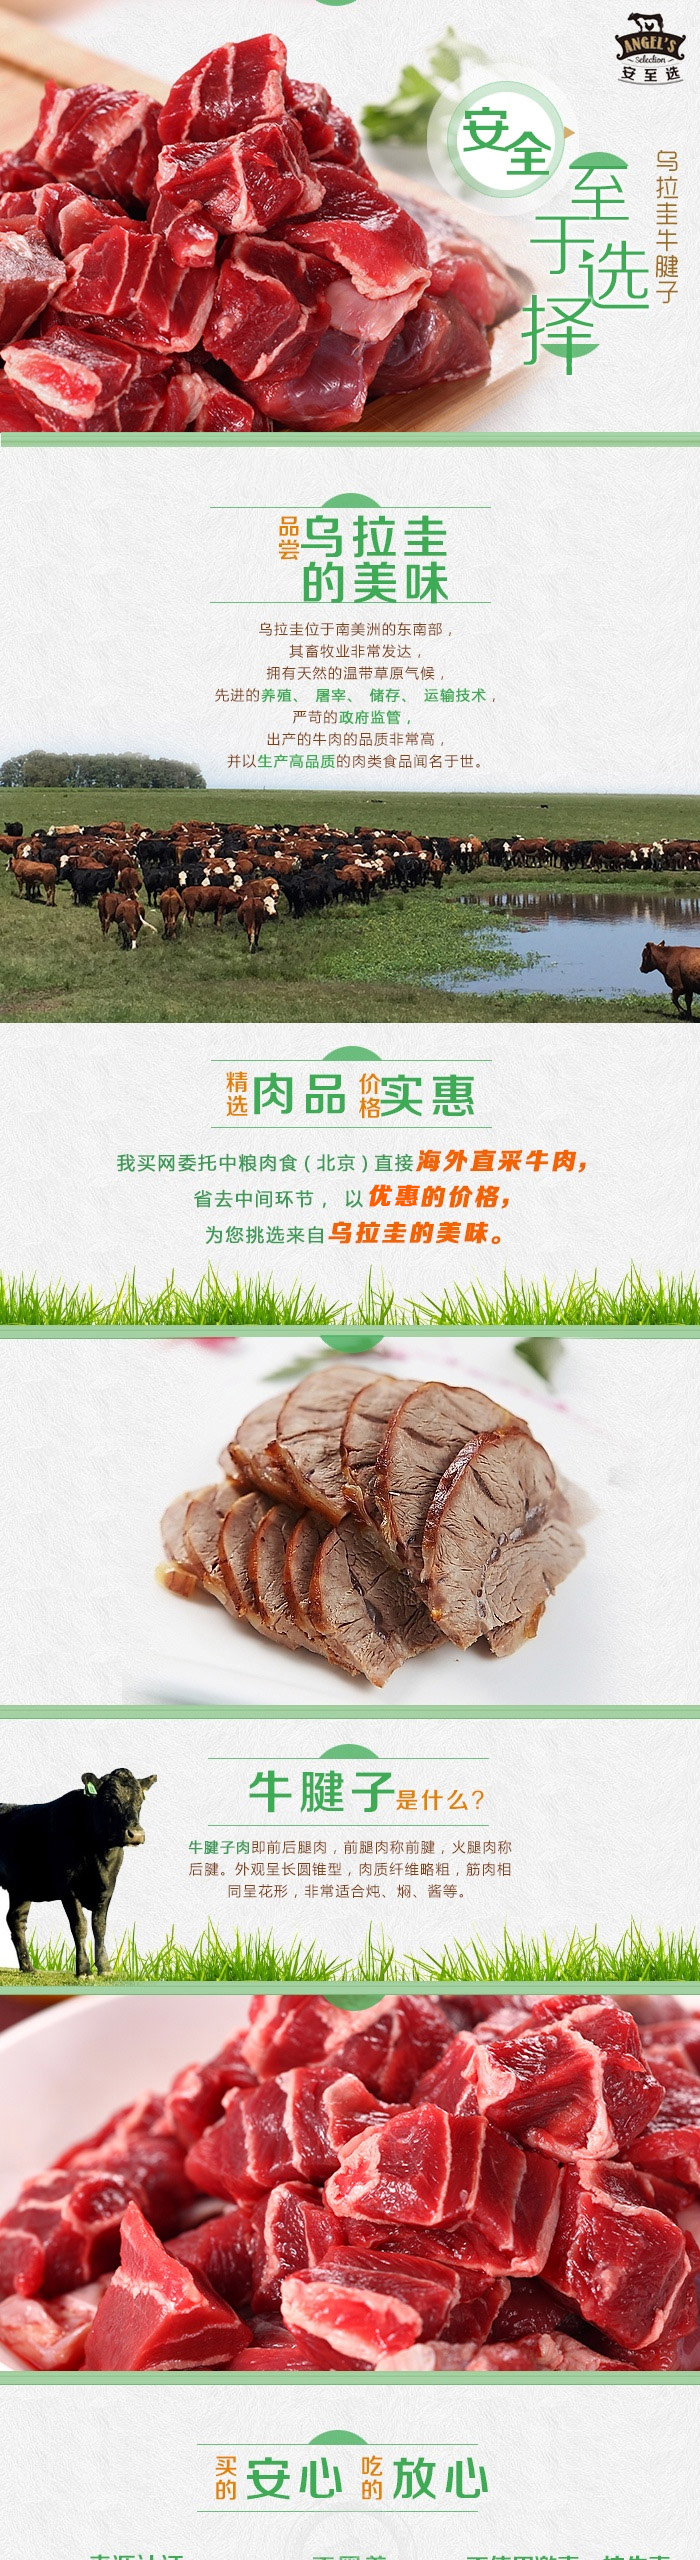 ANGEL'S
Selection
安至选
安全
至
于选
择
乌拉圭牛腱子
品尝
乌拉圭
的美味
乌拉圭位于南美洲的东南部，
其畜牧业非常发达，
拥有天然的温带草原气候，
先进的养殖、 屠宰、 储存、 运输技术，
严苛的政府监管，
出产的牛肉的品质非常高，
并以生产高品质的肉类食品闻名于世。
精选 肉品 价格 实惠
我买网委托中粮肉食（北京）直接海外直采牛肉，
省去中间环节， 以优惠的价格，
为您挑选来自乌拉圭的美味。
牛腱子是什么？
牛腱子肉即前后腿肉，前腿肉称前腱，火腿肉称
后腱。外观呈长圆锥型，肉质纤维略粗，筋肉相
同呈花形，非常适合炖、焖、酱等。
买的 安心 吃的 放心